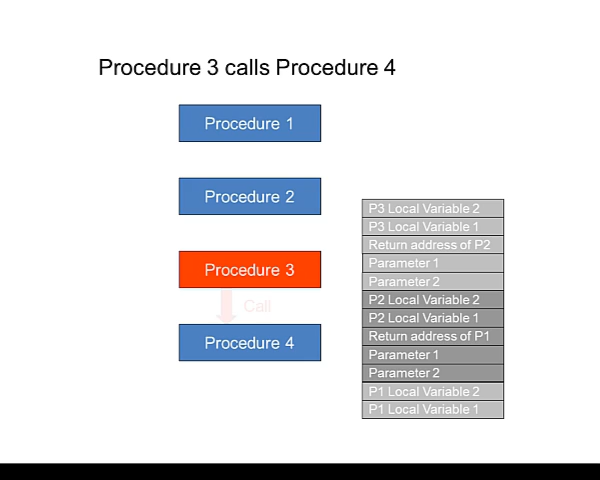 Procedure 3 calls Procedure 4
Procedure 1
Procedure 2
Procedure 3
Call
Procedure 4
P3 Local Variable 2
P3 Local Variable 1
Return address of P2
Parameter 1
Parameter 2
P2 Local Variable 2
P2 Local Variable 1
Return address of P1
Parameter 1
Parameter 2
P1 Local Variable 2
P1 Local Variable 1